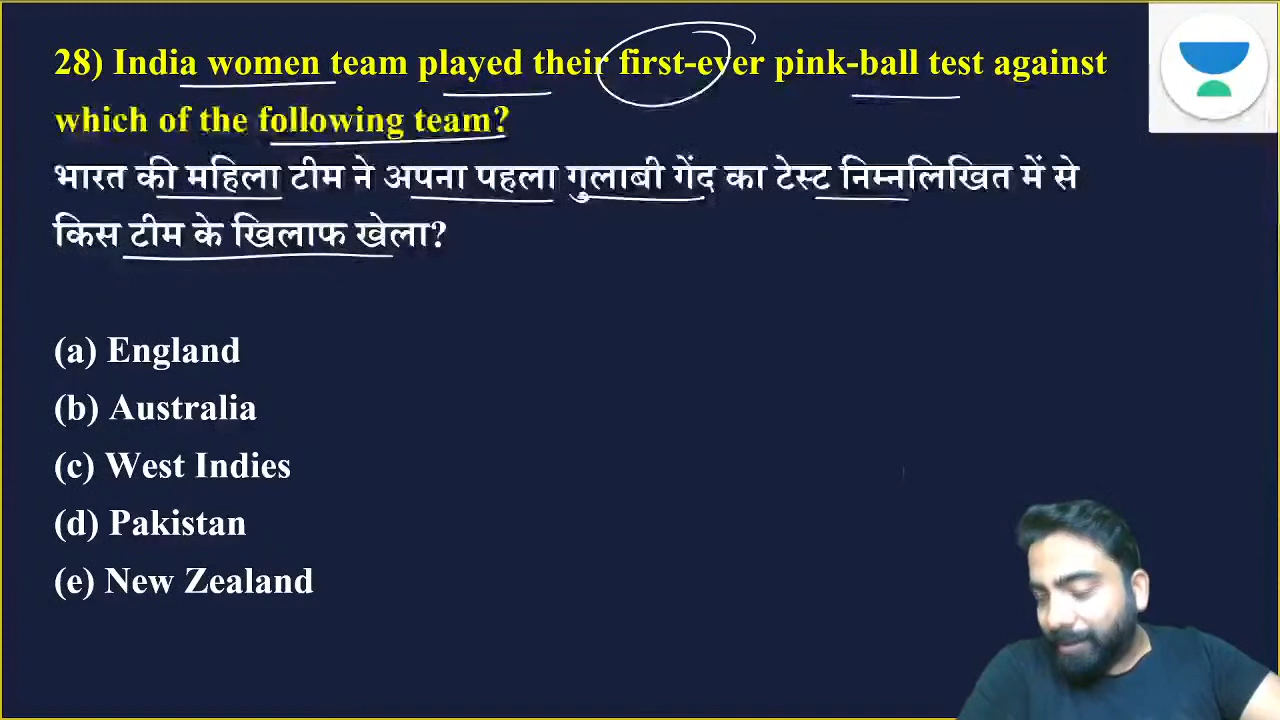 28) India women team played their first-ever pink-ball test against
which of the following team?
भारत की महिला टीम ने अपना पहला गुलाबी गेंद का टेस्ट निम्नलिखित में से
किस टीम के खिलाफ खेला?
(a) England
(b) Australia
(c) West Indies
(d) Pakistan
(e) New Zealand